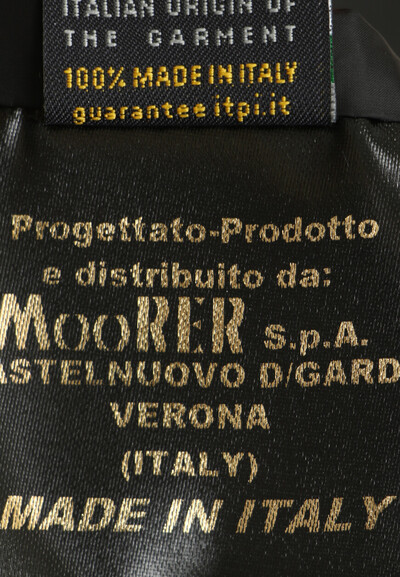 ITALIAN ORIGIN OF
THE GARMENT
100% MADE IN ITALY
guarantee itpi.it
Progettato-Prodotto
e distribuito da:
MooRER S.p.A.
ASTELNUOVO D/GARD
VERONA
(ITALY)
MADE IN ITALY